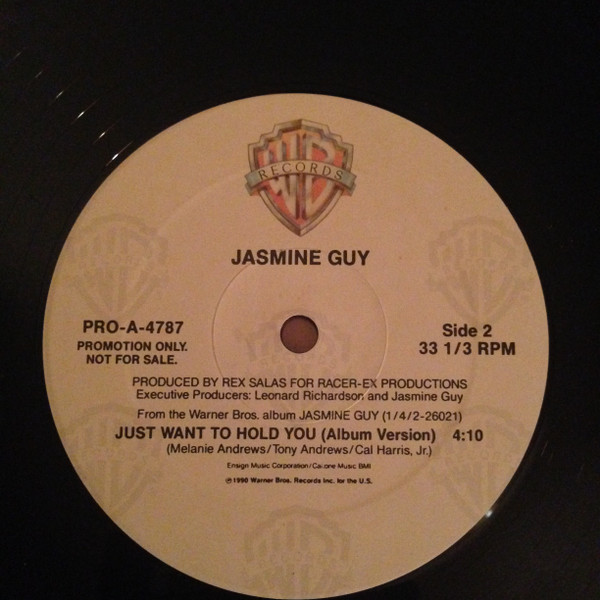 WB
RECORDS
JASMINE GUY
PRO-A-4787
PROMOTION ONLY.
NOT FOR SALE.
Side 2
33 1/3 RPM
PRODUCED BY REX SALAS FOR RACER-EX PRODUCTIONS
Executive Producers: Leonard Richardson and Jasmine Guy
From the Warner Bros. album JASMINE GUY (1/4/2-26021)
JUST WANT TO HOLD YOU (Album Version) 4:10
(Melanie Andrews/Tony Andrews/Cal Harris, Jr.)
Ensign Music Corporation/ Music BMI
℗1990 Warner Bros. Records Inc. for the U.S.